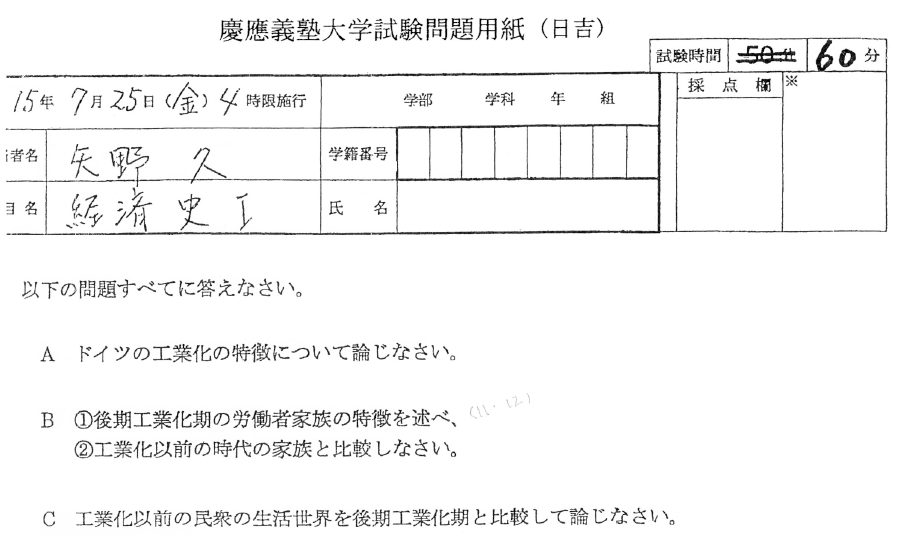 慶應義塾大学試験問題用紙（日吉）
試験時間 50分 60分
15年 7月25日（金）4時限施行 学部 学科 年 組 採点欄 ※
者名 矢野 久 学籍番号
目名 経済史I 氏 名
以下の問題すべてに答えなさい。
A ドイツの工業化の特徴について論じなさい。
B ①後期工業化期の労働者家族の特徴を述べ、(11・12)
②工業化以前の時代の家族と比較しなさい。
C 工業化以前の民衆の生活世界を後期工業化期と比較して論じなさい。